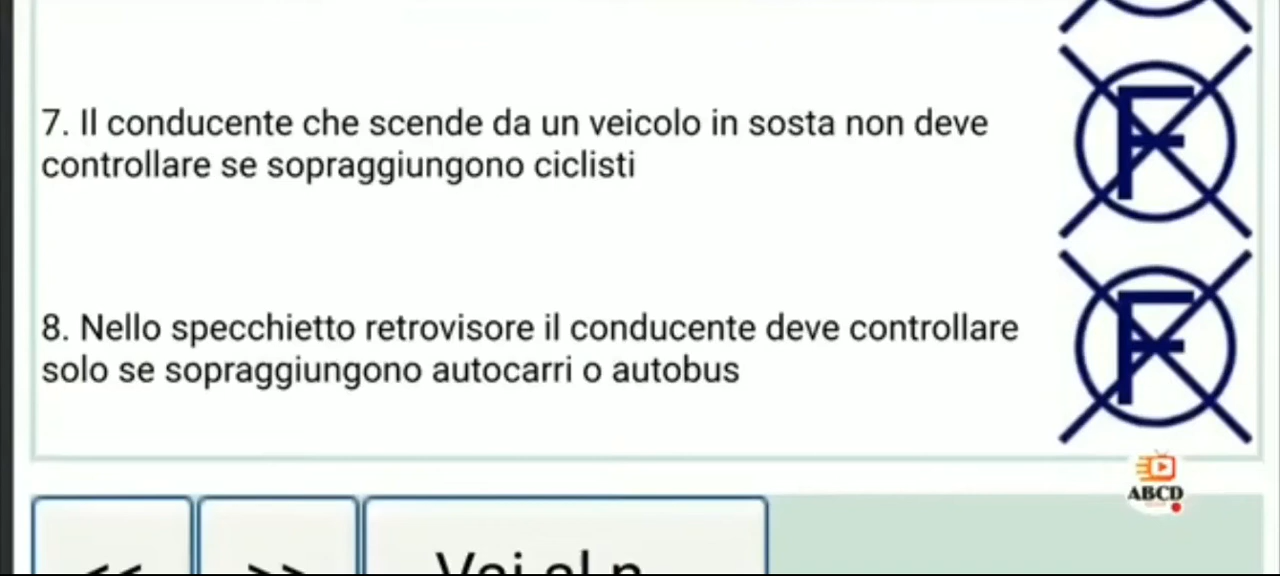 7. Il conducente che scende da un veicolo in sosta non deve
controllare se sopraggiungono ciclisti
F
8. Nello specchietto retrovisore il conducente deve controllare
solo se sopraggiungono autocarri o autobus
F
ABCD
<< >>